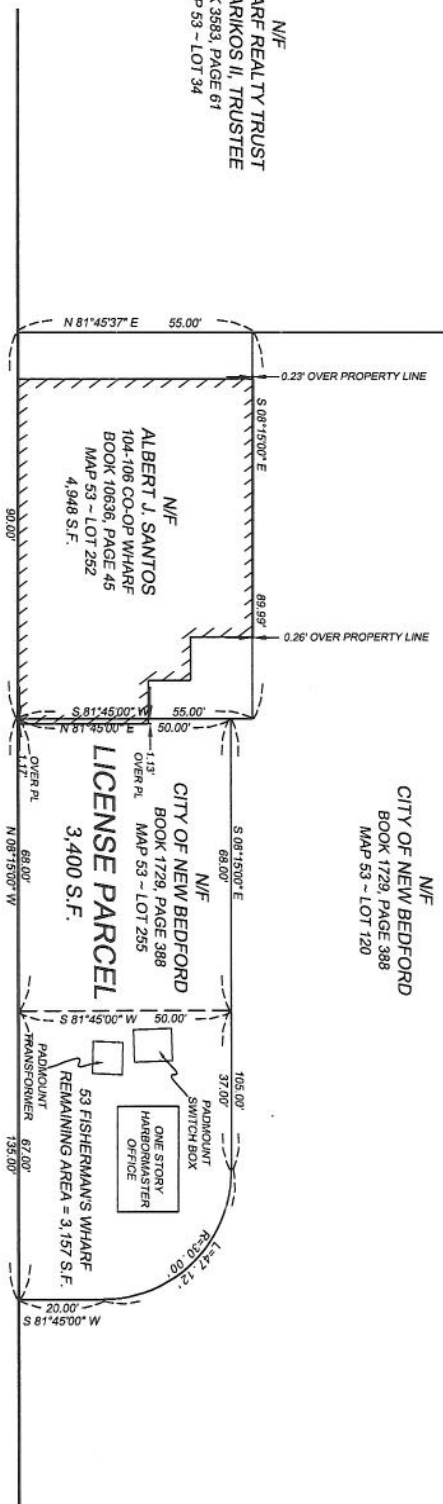 N/F
ARF REALTY TRUST
ARIKOS II, TRUSTEE
K 3583, PAGE 61
P 53 ~ LOT 34
N 81°45'37" E 55.00'
0.23' OVER PROPERTY LINE
S 08°15'00" E
89.99'
N/F
ALBERT J. SANTOS
104-106 CO-OP WHARF
BOOK 10636, PAGE 45
MAP 53 ~ LOT 252
4,948 S.F.
90.00'
0.26' OVER PROPERTY LINE
S 81°45'00" W 55.00'
N 81°45'00" E 50.00'
1.13'
OVER PL
OVER PL
1.17'
N/F
CITY OF NEW BEDFORD
BOOK 1729, PAGE 388
MAP 53 ~ LOT 120
S 08°15'00" E
68.00'
N/F
CITY OF NEW BEDFORD
BOOK 1729, PAGE 388
MAP 53 ~ LOT 255
LICENSE PARCEL
3,400 S.F.
68.00'
N 08°15'00" W
S 81°45'00" W 50.00'
105.00'
37.00'
PADMOUNT
SWITCH BOX
ONE STORY
HARBORMASTER
OFFICE
PADMOUNT
TRANSFORMER
53 FISHERMAN'S WHARF
REMAINING AREA = 3,157 S.F.
67.00'
135.00'
L=47.12'
R=30.00'
20.00'
S 81°45'00" W